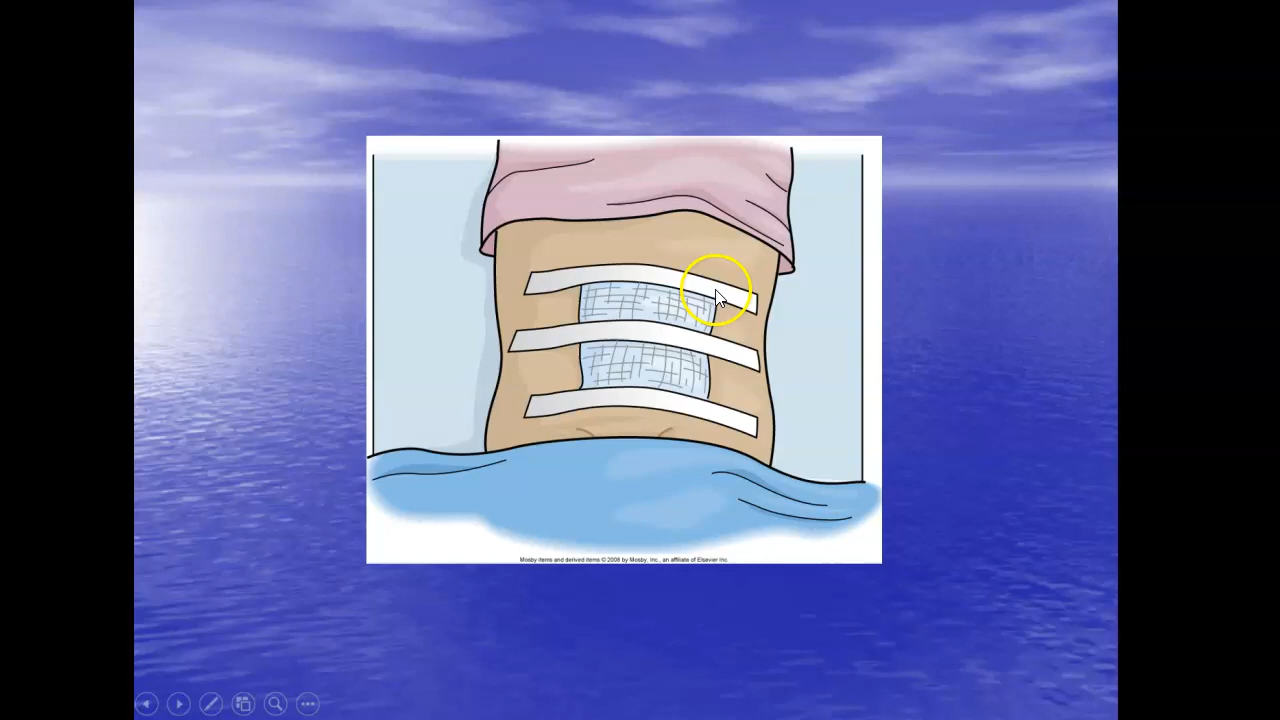 Mosby items and derived items © 2008 by Mosby, Inc., an affiliate of Elsevier Inc.